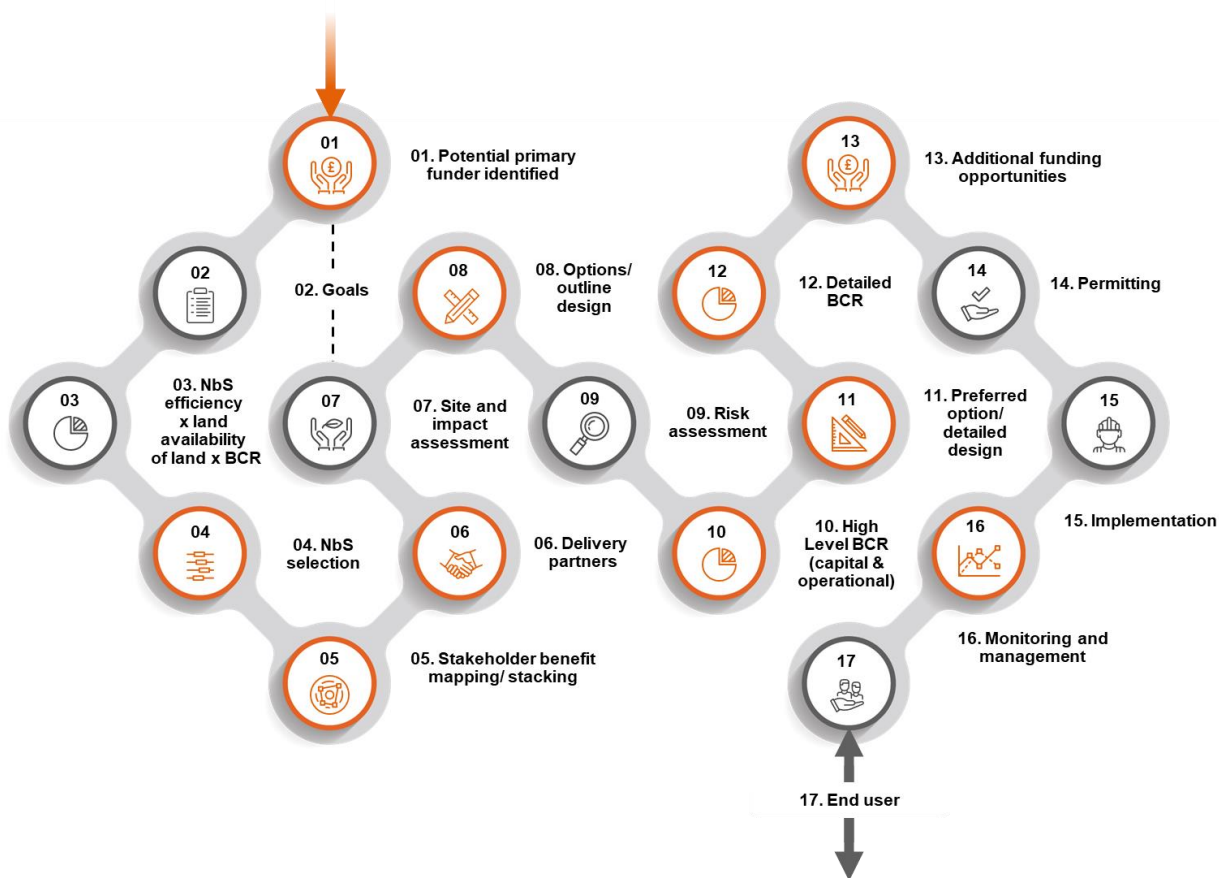 01
01. Potential primary
funder identified
02
02. Goals
03
03. NbS
efficiency
x land
availability
of land x BCR
04
04. NbS
selection
05
05. Stakeholder benefit
mapping/ stacking
06
06. Delivery
partners
07
07. Site and
impact
assessment
08
08. Options/
outline
design
09
09. Risk
assessment
10
10. High
Level BCR
(capital &
operational)
11
11. Preferred
option/
detailed
design
12
12. Detailed
BCR
13
£
13. Additional funding
opportunities
14
14. Permitting
15
15. Implementation
16
16. Monitoring and
management
17
17. End user
£